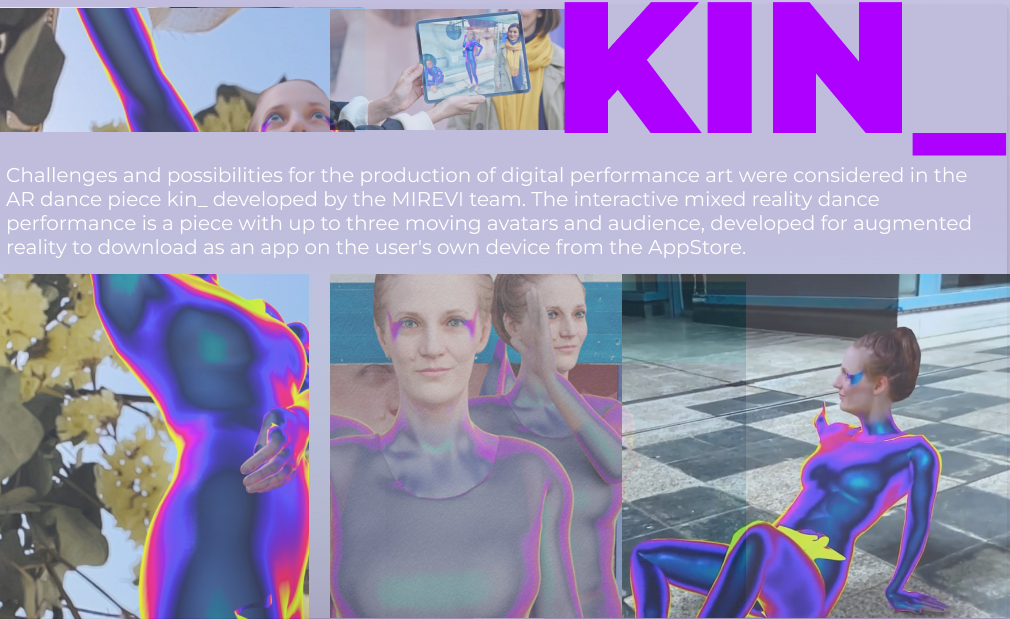 KIN_
Challenges and possibilities for the production of digital performance art were considered in the
AR dance piece kin_ developed by the MIREVI team. The interactive mixed reality dance
performance is a piece with up to three moving avatars and audience, developed for augmented
reality to download as an app on the user's own device from the AppStore.